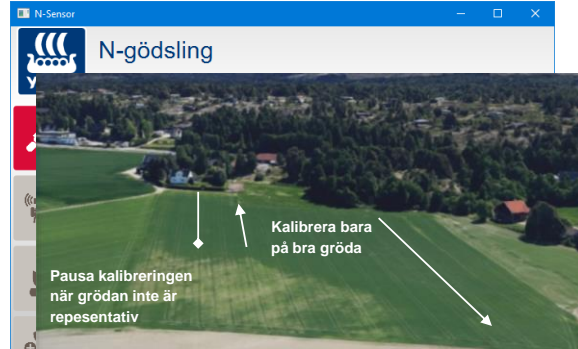 N-Sensor
N-gödsling
Kalibrera bara
på bra gröda
Pausa kalibreringen
när grödan inte är
repesentativ